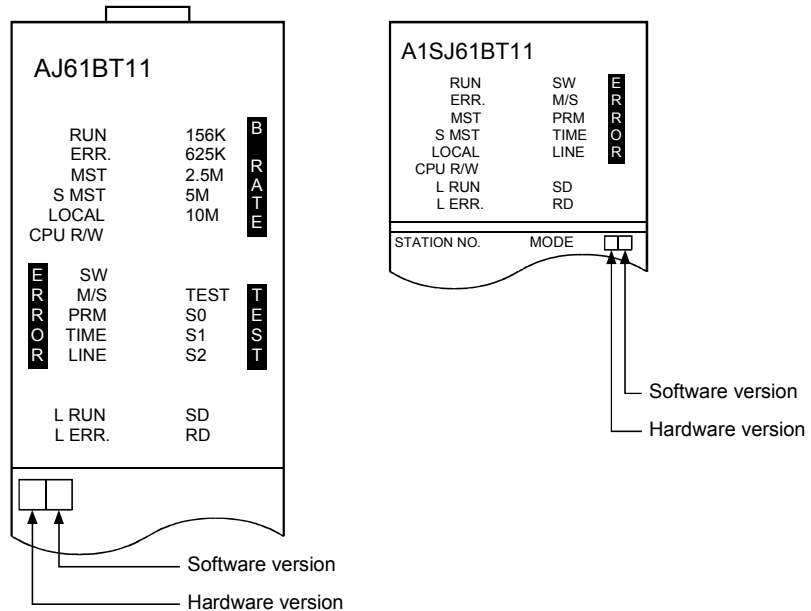 AJ61BT11
RUN 156K
ERR. 625K
MST 2.5M
S MST 5M
LOCAL 10M
CPU R/W
B RATE
ERROR
SW
M/S TEST
PRM S0
TIME S1
LINE S2
TEST
L RUN SD
L ERR. RD
Software version
Hardware version
A1SJ61BT11
RUN SW
ERR. M/S
MST PRM
S MST TIME
LOCAL LINE
CPU R/W
L RUN SD
L ERR. RD
ERROR
STATION NO. MODE
Software version
Hardware version